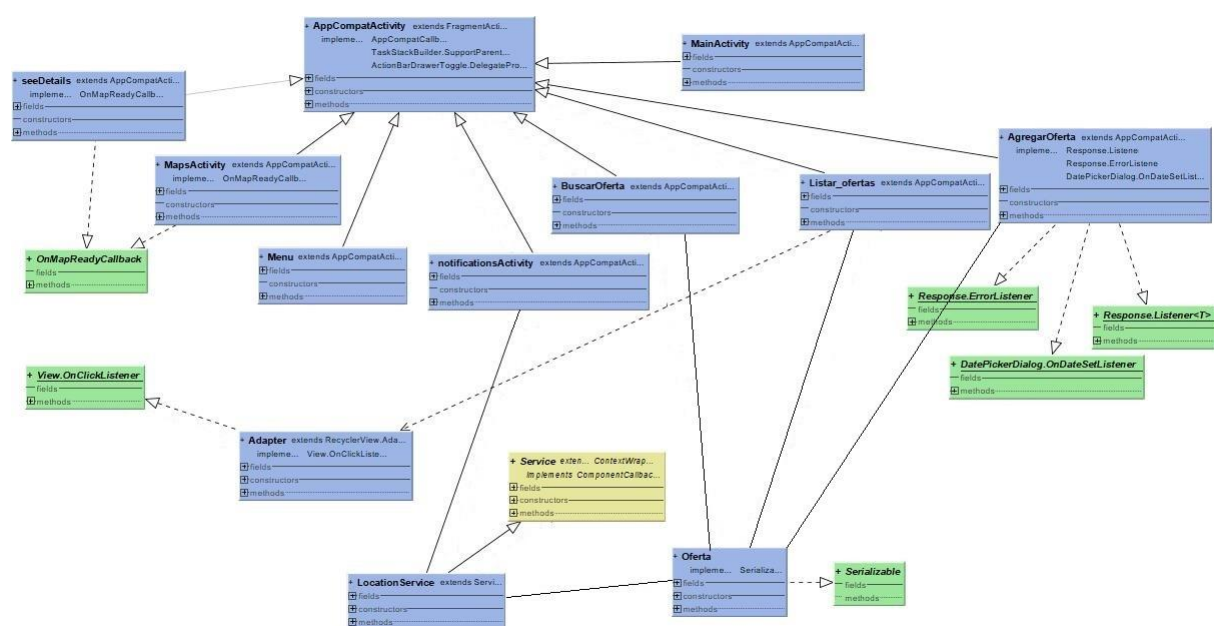 + AppCompatActivity extends FragmentActi...
impleme... AppCompatCallb...
TaskStackBuilder.SupportParent...
ActionBarDrawerToggle.DelegatePro...
fields
constructors
methods
+ MainActivity extends AppCompatActi...
fields
constructors
methods
+ seeDetails extends AppCompatActi...
impleme... OnMapReadyCallb...
fields
constructors
methods
+ MapsActivity extends AppCompatActi...
impleme... OnMapReadyCallb...
fields
constructors
methods
+ BuscarOferta extends AppCompatActi...
fields
constructors
methods
+ Listar_ofertas extends AppCompatActi...
fields
constructors
methods
+ AgregarOferta extends AppCompatActi...
impleme... Response.Listene
Response.ErrorListene
DatePickerDialog.OnDateSetList...
fields
constructors
methods
+ OnMapReadyCallback
fields
methods
+ Menu extends AppCompatActi...
fields
constructors
methods
+ notificationsActivity extends AppCompatActi...
fields
constructors
methods
+ Response.ErrorListener
fields
methods
+ Response.Listener<T>
fields
methods
+ DatePickerDialog.OnDateSetListener
fields
methods
+ View.OnClickListener
fields
methods
+ Adapter extends RecyclerView.Ada...
impleme... View.OnClickListe...
fields
constructors
methods
+ Service exten... ContextWrap...
implements ComponentCallbac...
fields
constructors
methods
+ LocationService extends Servi...
fields
constructors
methods
+ Oferta
impleme... Serializa...
fields
constructors
methods
+ Serializable
fields
methods